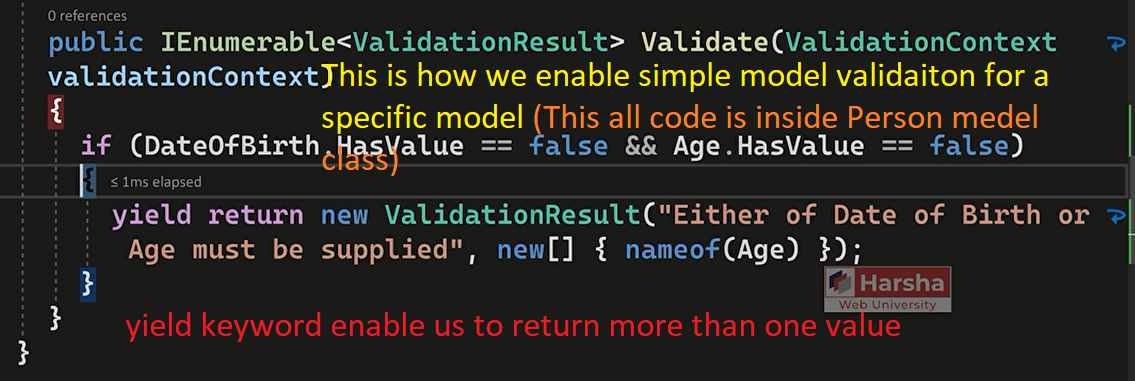 0 references
public IEnumerable<ValidationResult> Validate(ValidationContext
validationContext)
This is how we enable simple model validaiton for a
{
specific model (This all code is inside Person medel
if (DateOfBirth.HasValue == false && Age.HasValue == false)
class)
{ ≤ 1ms elapsed
yield return new ValidationResult("Either of Date of Birth or
Age must be supplied", new[] { nameof(Age) });
}
Harsha
Web University
}
yield keyword enable us to return more than one value
}